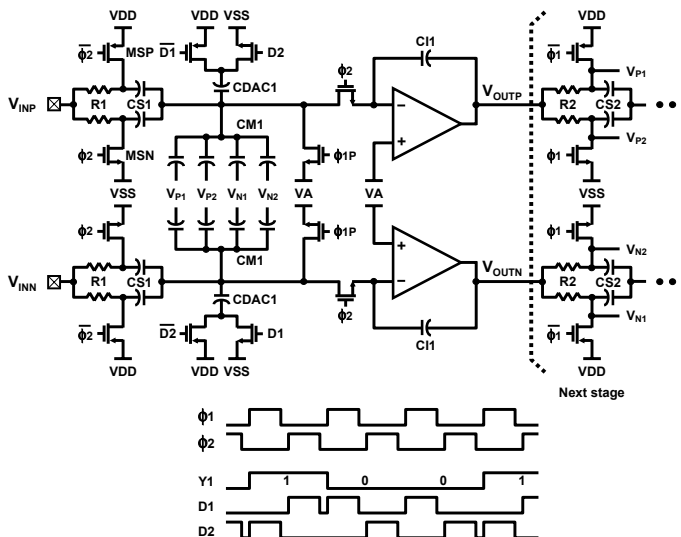 VDD VDD VSS VDD
φ2 MSP D1 D2 CI1 φ1
CDAC1 φ2 VP1
VINP R1 CS1 VOUTP R2 CS2
CM1 VP2
φ2 MSN φ1P φ1
VSS VP1 VP2 VN1 VN2 VA VA VSS
φ2 φ1P φ1
CM1 VN2
VINN R1 CS1 VOUTN R2 CS2
CDAC1 φ2 VN1
φ2 D2 D1 CI1 φ1
VDD VDD VSS VDD
Next stage
φ1
φ2
Y1 1 0 0 1
D1
D2